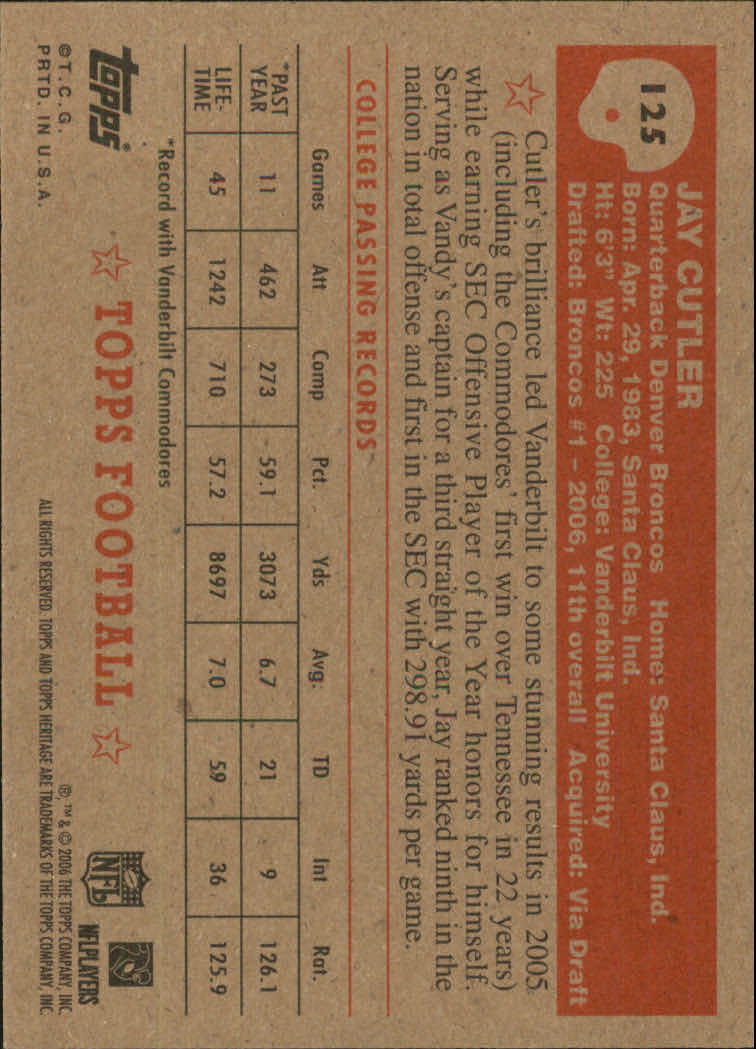 125
JAY CUTLER
Quarterback Denver Broncos Home: Santa Claus, Ind.
Born: Apr. 29, 1983, Santa Claus, Ind.
Ht: 6'3" Wt: 225 College: Vanderbilt University
Drafted: Broncos #1 – 2006, 11th overall Acquired: Via Draft
Cutler's brilliance led Vanderbilt to some stunning results in 2005
(including the Commodores' first win over Tennessee in 22 years)
while earning SEC Offensive Player of the Year honors for himself.
Serving as Vandy's captain for a third straight year, Jay ranked ninth in the
nation in total offense and first in the SEC with 298.91 yards per game.
COLLEGE PASSING RECORDS
Games Att Comp Pct. Yds Avg. TD Int Rat.
*PAST YEAR 11 462 273 59.1 3073 6.7 21 9 126.1
LIFE-TIME 45 1242 710 57.2 8697 7.0 59 36 125.9
*Record with Vanderbilt Commodores
topps
TOPPS FOOTBALL
NFL
NFLPLAYERS
©T.C.G.
PRTD. IN U.S.A.
®, ™ & © 2006 THE TOPPS COMPANY, INC.
ALL RIGHTS RESERVED. TOPPS AND TOPPS HERITAGE ARE TRADEMARKS OF THE TOPPS COMPANY, INC.